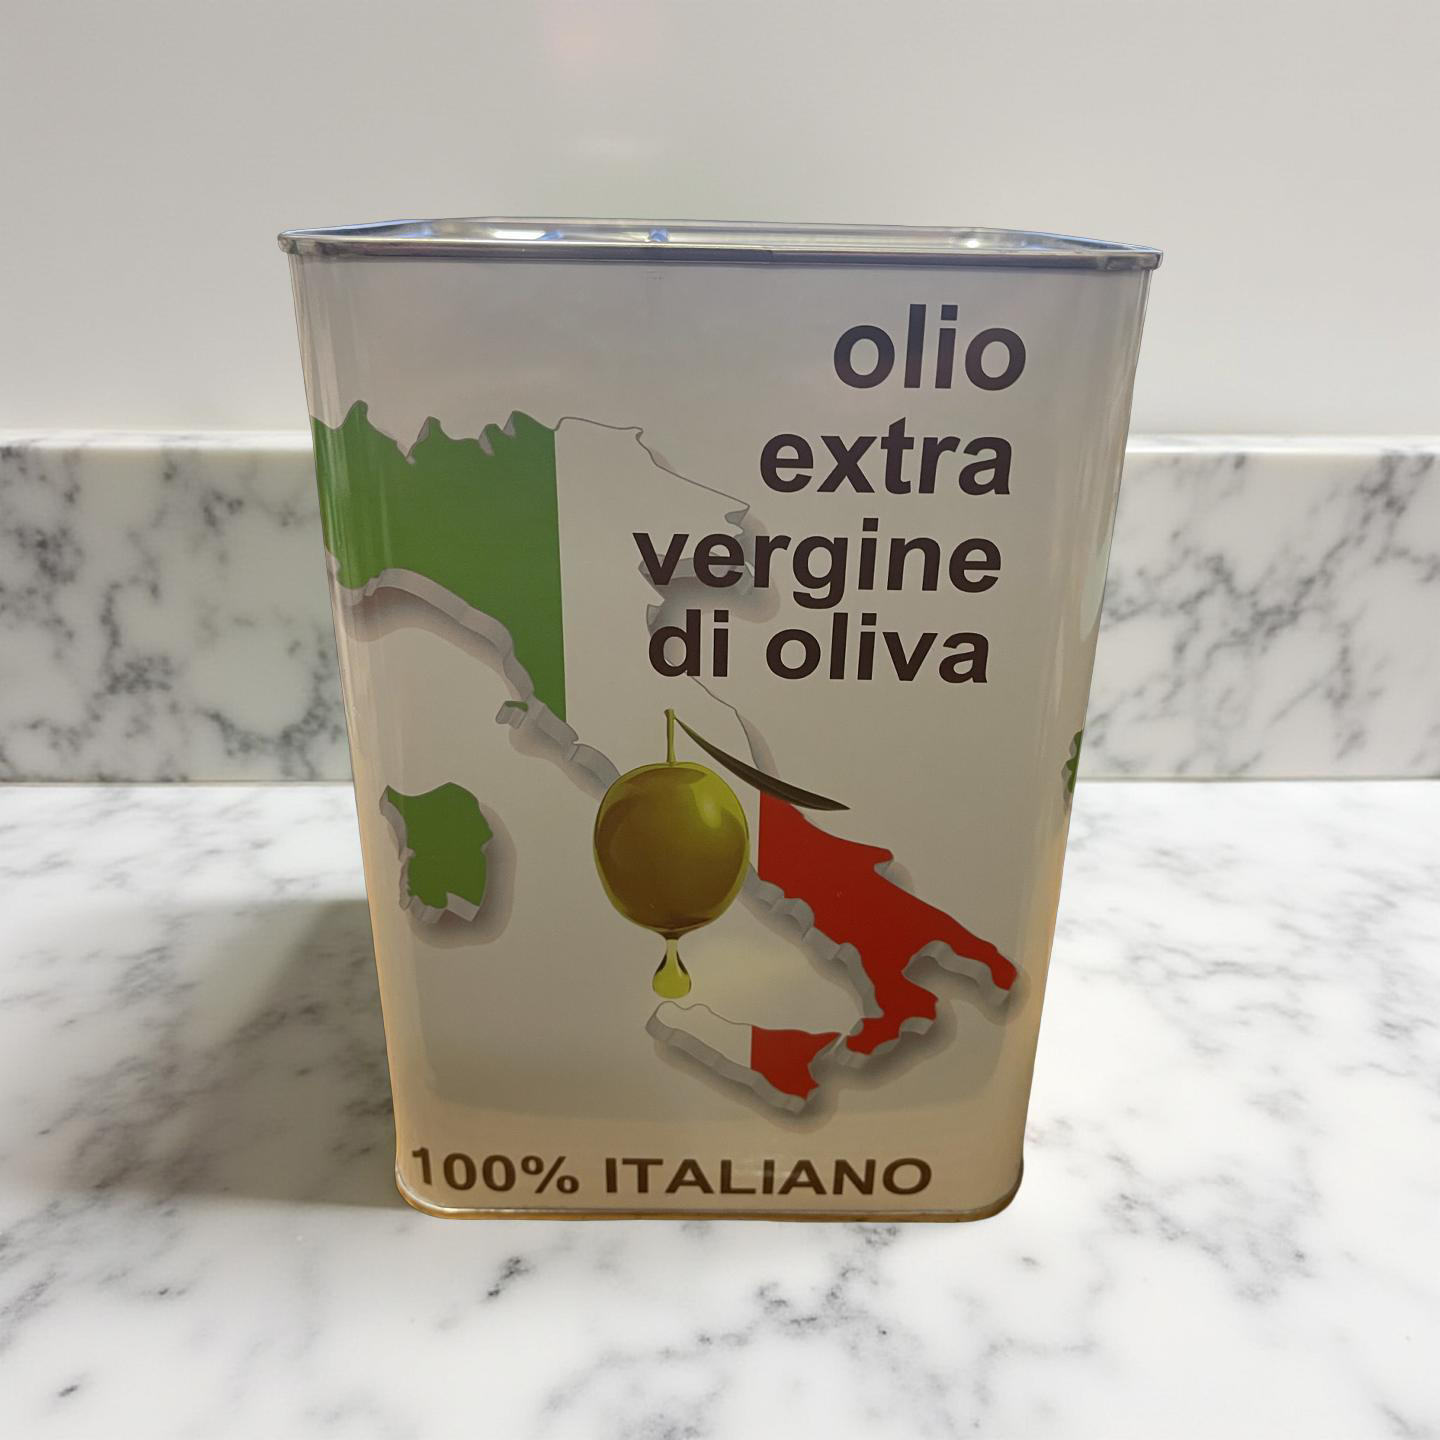 olio
extra
vergine
di oliva
100% ITALIANO